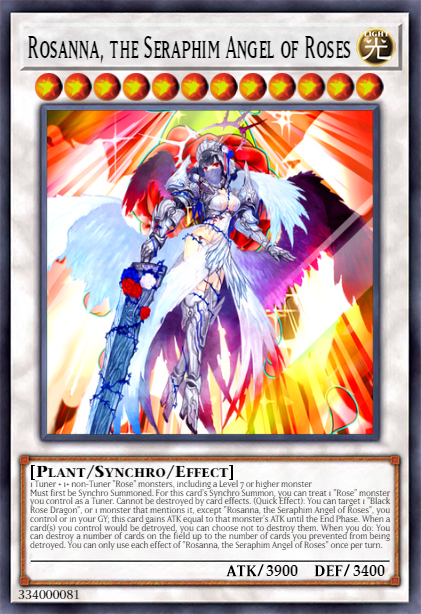 Rosanna, the Seraphim Angel of Roses
LIGHT
光
[Plant/Synchro/Effect]
1 Tuner + 1+ non-Tuner "Rose" monsters, including a Level 7 or higher monster
Must first be Synchro Summoned. For this card's Synchro Summon, you can treat 1 "Rose" monster
you control as a Tuner. Cannot be destroyed by card effects. (Quick Effect): You can target 1 "Black
Rose Dragon", or 1 monster that mentions it, except "Rosanna, the Seraphim Angel of Roses", you
control or in your GY; this card gains ATK equal to that monster's ATK until the End Phase. When a
card(s) you control would be destroyed, you can choose not to destroy them. When you do: You
can destroy a number of cards on the field up to the number of cards you prevented from being
destroyed. You can only use each effect of "Rosanna, the Seraphim Angel of Roses" once per turn.
ATK/3900 DEF/3400
334000081